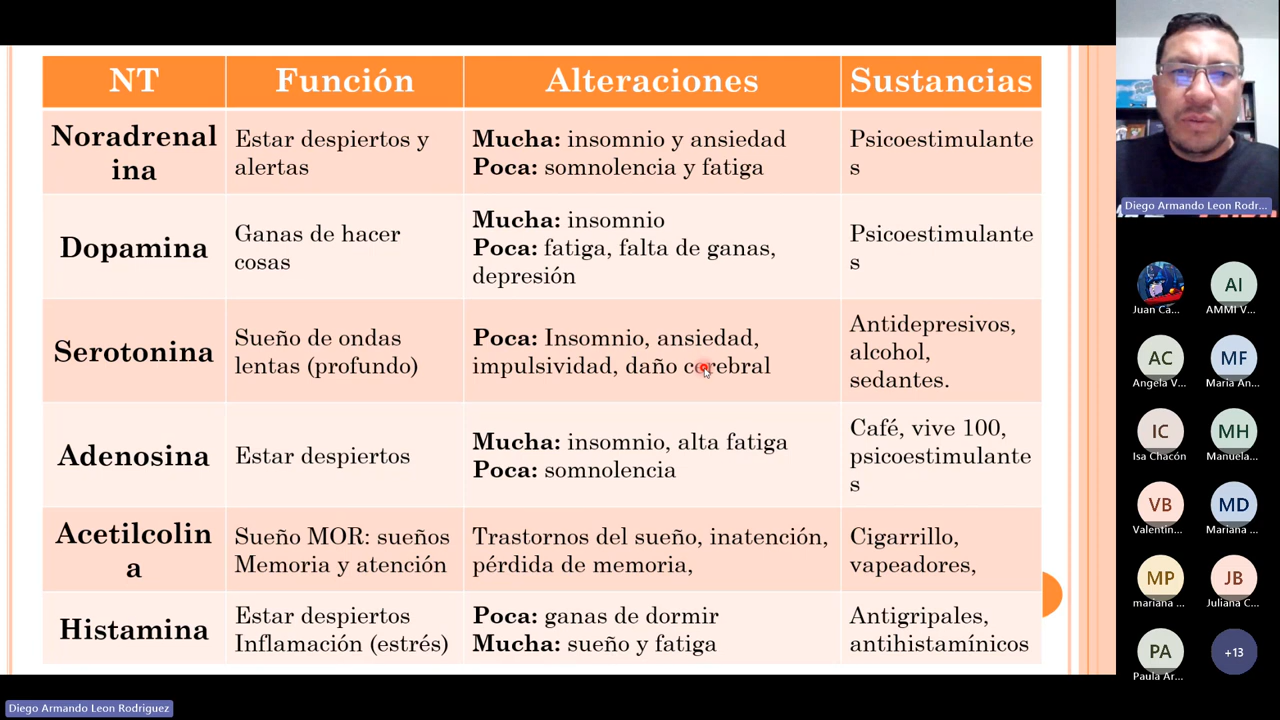 NT
Función
Alteraciones
Sustancias
Noradrenal
ina
Estar despiertos y
alertas
Mucha: insomnio y ansiedad
Poca: somnolencia y fatiga
Psicoestimulante
s
Dopamina
Ganas de hacer
cosas
Mucha: insomnio
Poca: fatiga, falta de ganas,
depresión
Psicoestimulante
s
Serotonina
Sueño de ondas
lentas (profundo)
Poca: Insomnio, ansiedad,
impulsividad, daño cerebral
Antidepresivos,
alcohol,
sedantes.
Adenosina
Estar despiertos
Mucha: insomnio, alta fatiga
Poca: somnolencia
Café, vive 100,
psicoestimulante
s
Acetilcolin
a
Sueño MOR: sueños
Memoria y atención
Trastornos del sueño, inatención,
pérdida de memoria,
Cigarrillo,
vapeadores,
Histamina
Estar despiertos
Inflamación (estrés)
Poca: ganas de dormir
Mucha: sueño y fatiga
Antigripales,
antihistamínicos
Diego Armando Leon Rodr...
Juan Ca...
AI
AMMI V...
AC
Angela V...
MF
Maria An...
IC
Isa Chacón
MH
Manuela...
VB
Valentin...
MD
Mariana ...
MP
mariana ...
JB
Juliana C...
PA
Paula Ar...
+13
Diego Armando Leon Rodriguez